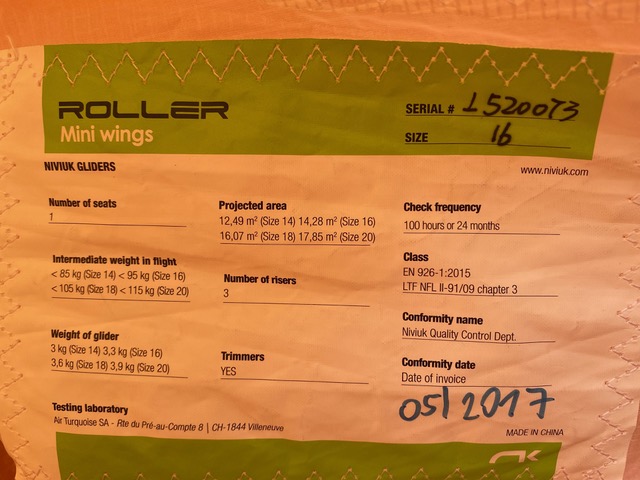 ROLLER
Mini wings
SERIAL # L520073
SIZE 16
NIVIUK GLIDERS
www.niviuk.com
Number of seats
1
Projected area
12,49 m² (Size 14) 14,28 m² (Size 16)
16,07 m² (Size 18) 17,85 m² (Size 20)
Check frequency
100 hours or 24 months
Intermediate weight in flight
< 85 kg (Size 14) < 95 kg (Size 16)
< 105 kg (Size 18) < 115 kg (Size 20)
Number of risers
3
Class
EN 926-1:2015
LTF NFL II-91/09 chapter 3
Weight of glider
3 kg (Size 14) 3,3 kg (Size 16)
3,6 kg (Size 18) 3,9 kg (Size 20)
Trimmers
YES
Conformity name
Niviuk Quality Control Dept.
Conformity date
Date of invoice
05/2017
Testing laboratory
Air Turquoise SA - Rte du Pré-au-Compte 8 | CH-1844 Villeneuve
MADE IN CHINA